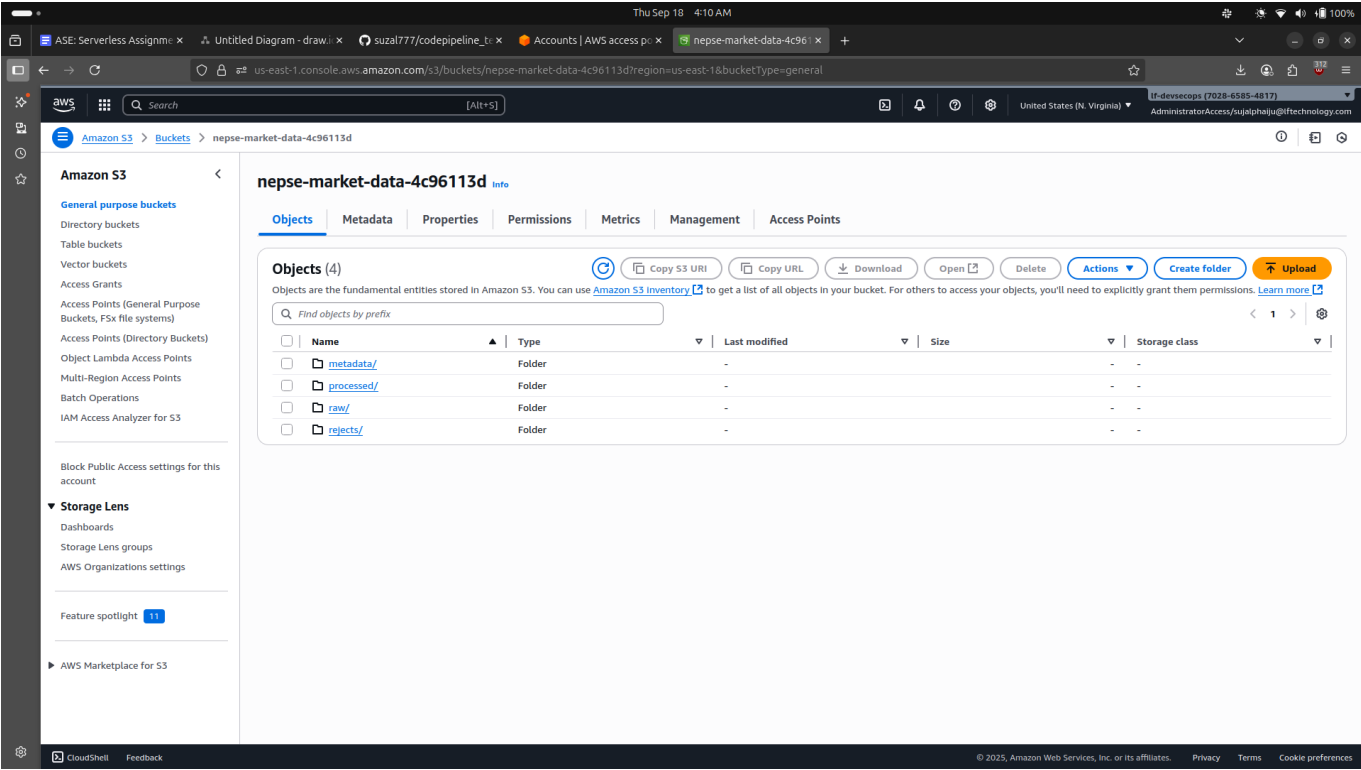 Thu Sep 18 4:10 AM
100%
ASE: Serverless Assignme
Untitled Diagram - draw.i
suzal777/codepipeline_te
Accounts | AWS access po
nepse-market-data-4c961
us-east-1.console.aws.amazon.com/s3/buckets/nepse-market-data-4c96113d?region=us-east-1&bucketType=general
312
aws
Search
[Alt+S]
United States (N. Virginia)
lf-devsecops (7028-6585-4817)
AdministratorAccess/sujalphaiju@lftechnology.com
Amazon S3
Buckets
nepse-market-data-4c96113d
Amazon S3
General purpose buckets
Directory buckets
Table buckets
Vector buckets
Access Grants
Access Points (General Purpose
Buckets, FSx file systems)
Access Points (Directory Buckets)
Object Lambda Access Points
Multi-Region Access Points
Batch Operations
IAM Access Analyzer for S3
Block Public Access settings for this
account
Storage Lens
Dashboards
Storage Lens groups
AWS Organizations settings
Feature spotlight 11
AWS Marketplace for S3
nepse-market-data-4c96113d Info
Objects
Metadata
Properties
Permissions
Metrics
Management
Access Points
Objects (4)
Copy S3 URI
Copy URL
Download
Open
Delete
Actions
Create folder
Upload
Objects are the fundamental entities stored in Amazon S3. You can use Amazon S3 inventory to get a list of all objects in your bucket. For others to access your objects, you'll need to explicitly grant them permissions. Learn more
Find objects by prefix
1
Name Type Last modified Size Storage class
metadata/ Folder - - -
processed/ Folder - - -
raw/ Folder - - -
rejects/ Folder - - -
CloudShell Feedback
© 2025, Amazon Web Services, Inc. or its affiliates. Privacy Terms Cookie preferences